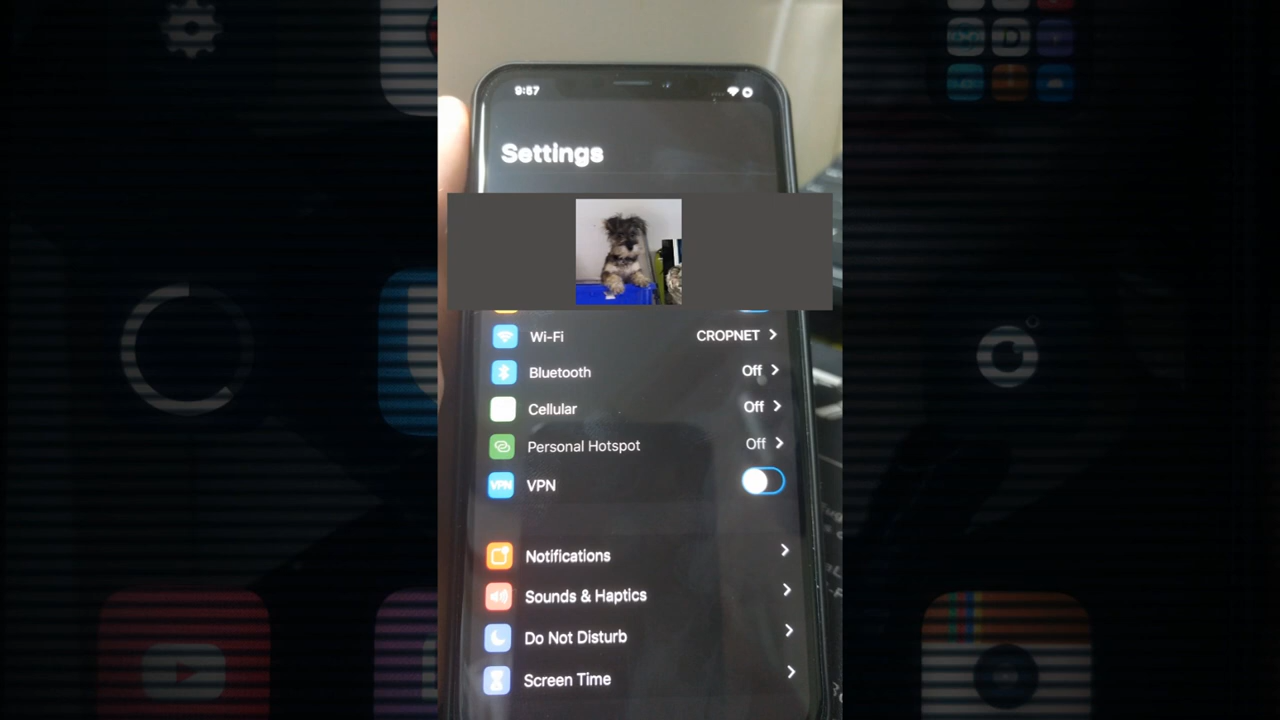 9:57
Settings
Wi-Fi CROPNET
Bluetooth Off
Cellular Off
Personal Hotspot Off
VPN VPN
Notifications
Sounds & Haptics
Do Not Disturb
Screen Time